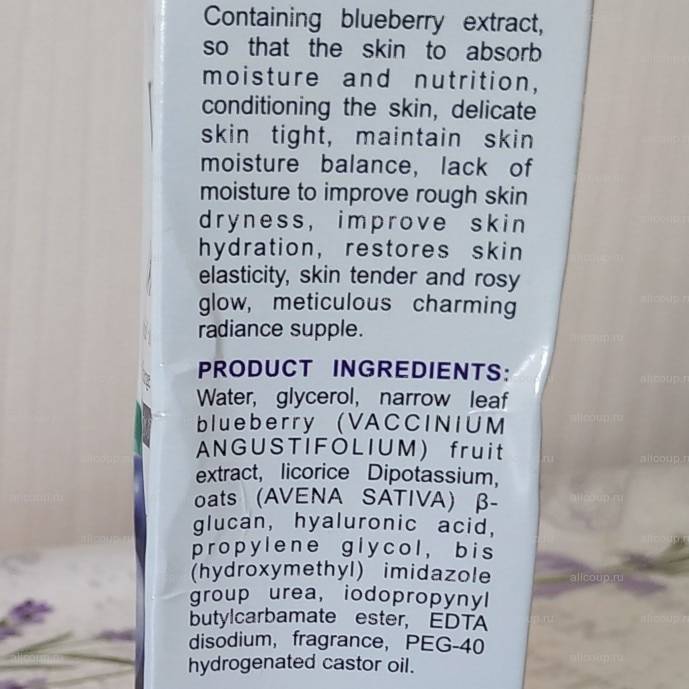 Containing blueberry extract,
so that the skin to absorb
moisture and nutrition,
conditioning the skin, delicate
skin tight, maintain skin
moisture balance, lack of
moisture to improve rough skin
dryness, improve skin
hydration, restores skin
elasticity, skin tender and rosy
glow, meticulous charming
radiance supple.
PRODUCT INGREDIENTS:
Water, glycerol, narrow leaf
blueberry (VACCINiUM
ANGUSTIFOLIUM) fruit
extract, licorice Dipotassium,
oats (AVENA SATIVA) β-
glucan, hyaluronic acid,
propylene glycol, bis
(hydroxymethyl) imidazole
group urea, iodopropynyl
butylcarbamate ester, EDTA
disodium, fragrance, PEG-40
hydrogenated castor oil.
alicoup.ru